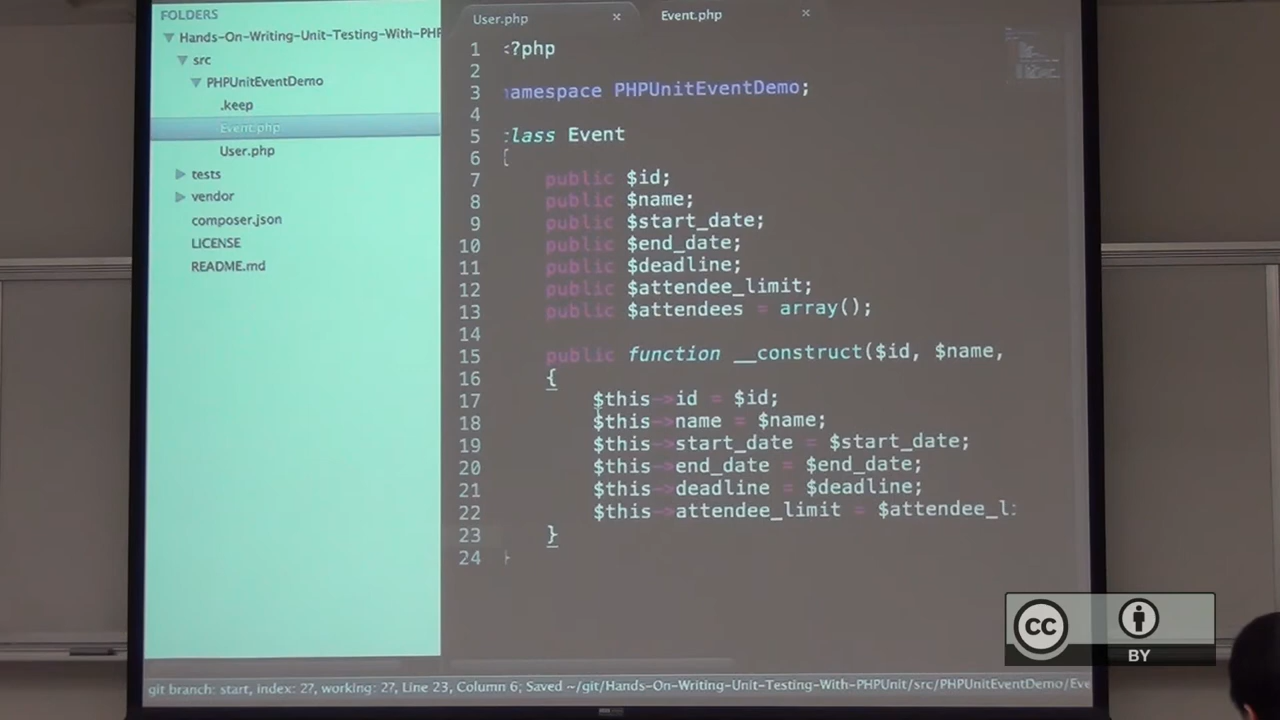 FOLDERS
Hands-On-Writing-Unit-Testing-With-PHP
src
PHPUnitEventDemo
.keep
Event.php
User.php
tests
vendor
composer.json
LICENSE
README.md
User.php ×
Event.php ×
1 <?php
2
3 namespace PHPUnitEventDemo;
4
5 class Event
6 {
7 public $id;
8 public $name;
9 public $start_date;
10 public $end_date;
11 public $deadline;
12 public $attendee_limit;
13 public $attendees = array();
14
15 public function __construct($id, $name,
16 {
17 $this->id = $id;
18 $this->name = $name;
19 $this->start_date = $start_date;
20 $this->end_date = $end_date;
21 $this->deadline = $deadline;
22 $this->attendee_limit = $attendee_li
23 }
24 }
git branch: start, index: 2?, working: 2?, Line 23, Column 6; Saved ~/git/Hands-On-Writing-Unit-Testing-With-PHPUnit/src/PHPUnitEventDemo/Eve
CC
BY